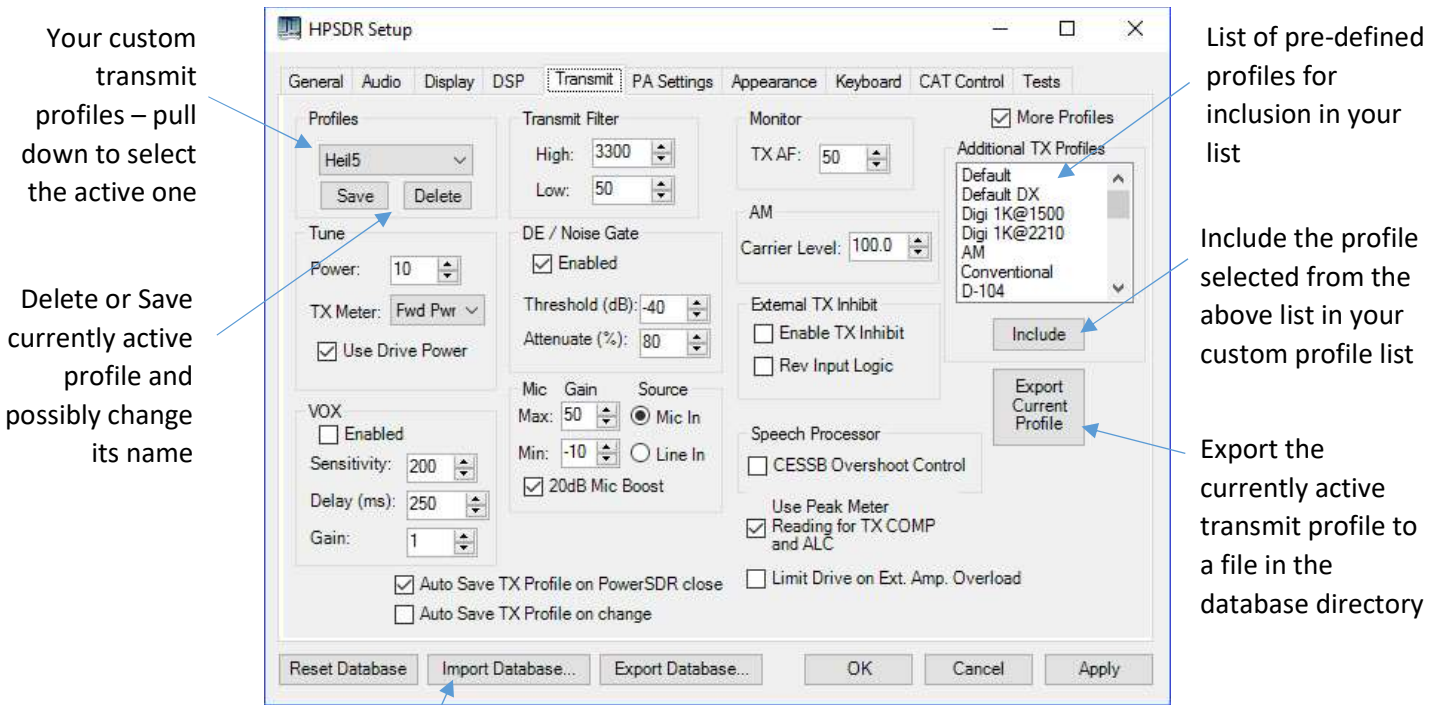 Your custom
transmit
profiles – pull
down to select
the active one
Delete or Save
currently active
profile and
possibly change
its name
HPSDR Setup
General Audio Display DSP Transmit PA Settings Appearance Keyboard CAT Control Tests
Profiles
Heil5
Save Delete
Tune
Power: 10
TX Meter: Fwd Pwr
Use Drive Power
VOX
Enabled
Sensitivity: 200
Delay (ms): 250
Gain: 1
Transmit Filter
High: 3300
Low: 50
DE / Noise Gate
Enabled
Threshold (dB): -40
Attenuate (%): 80
Mic Gain Source
Max: 50 Mic In
Min: -10 Line In
20dB Mic Boost
Monitor
TX AF: 50
AM
Carrier Level: 100.0
External TX Inhibit
Enable TX Inhibit
Rev Input Logic
Speech Processor
CESSB Overshoot Control
Use Peak Meter
Reading for TX COMP
and ALC
Limit Drive on Ext. Amp. Overload
More Profiles
Additional TX Profiles
Default
Default DX
Digi 1K@1500
Digi 1K@2210
AM
Conventional
D-104
Include
Export
Current
Profile
Auto Save TX Profile on PowerSDR close
Auto Save TX Profile on change
Reset Database Import Database... Export Database... OK Cancel Apply
List of pre-defined
profiles for
inclusion in your
list
Include the profile
selected from the
above list in your
custom profile list
Export the
currently active
transmit profile to
a file in the
database directory